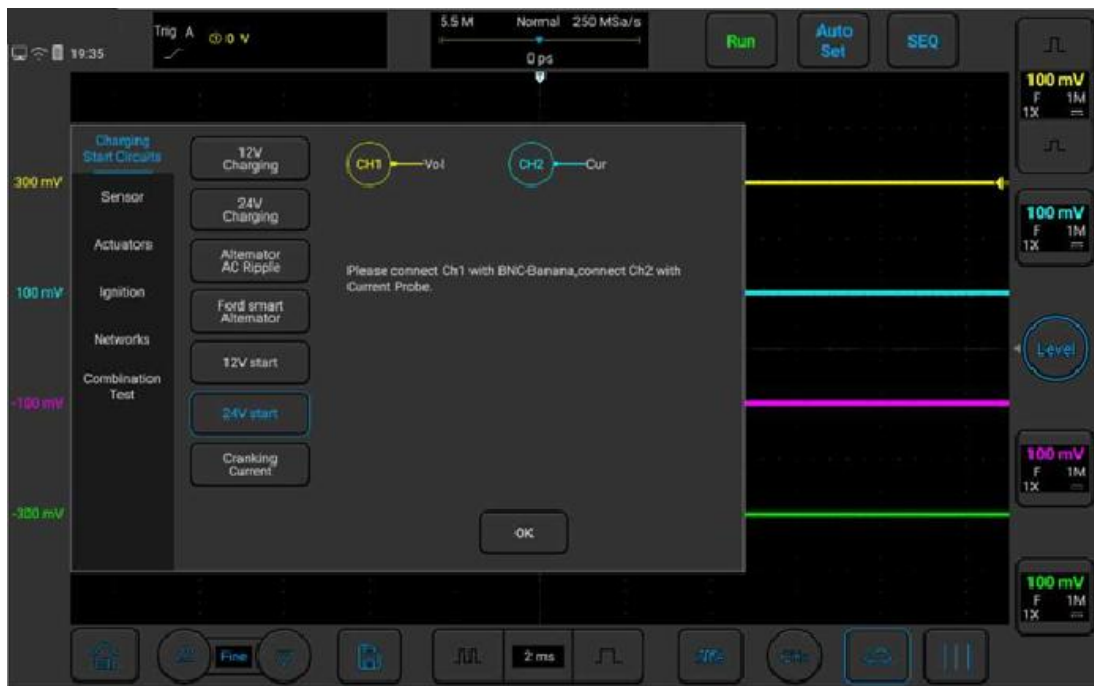 19:35
Trig A 0 V
5.5 M Normal 250 MSa/s
0 ps
Run
Auto
Set
SEQ
100 mV
F 1M
1X
300 mV
100 mV
-100 mV
-300 mV
Charging
Start Circuits
Sensor
Actuators
Ignition
Networks
Combination
Test
12V
Charging
24V
Charging
Alternator
AC Ripple
Ford smart
Alternator
12V start
24V start
Cranking
Current
CH1 Vol
CH2 Cur
Please connect Ch1 with BNC-Banana,connect Ch2 with
Current Probe.
OK
100 mV
F 1M
1X
Level
100 mV
F 1M
1X
100 mV
F 1M
1X
Fine
2 ms